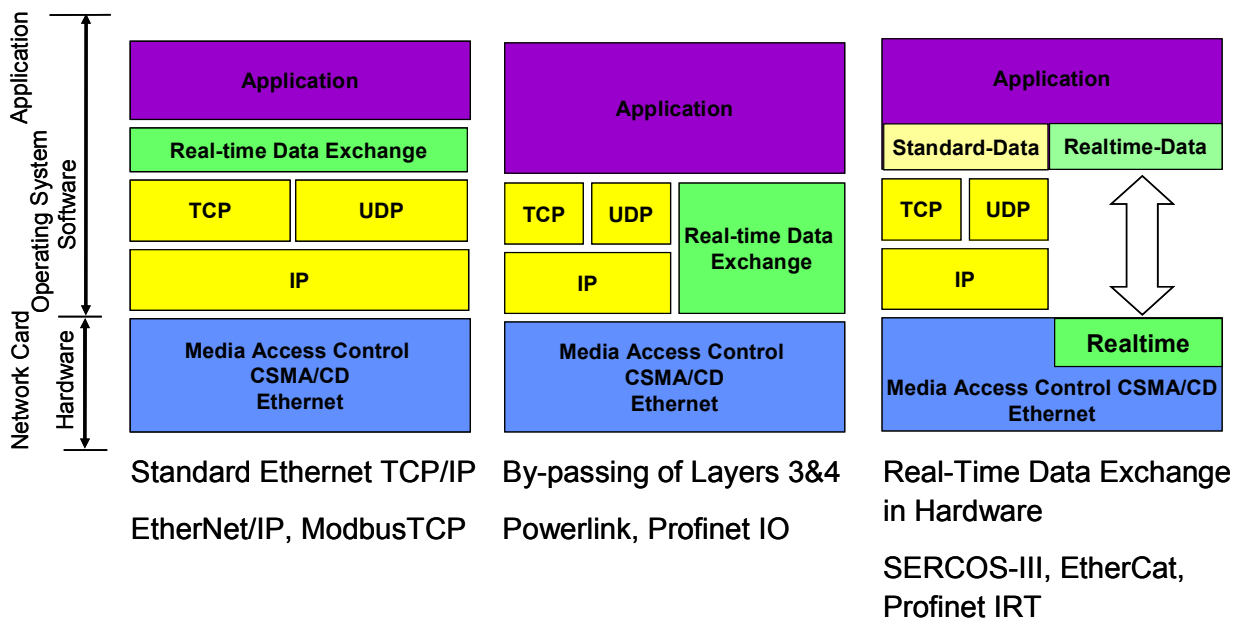 Application
Operating System
Software
Network Card
Hardware
Application
Real-time Data Exchange
TCP
UDP
IP
Media Access Control
CSMA/CD
Ethernet
Standard Ethernet TCP/IP
EtherNet/IP, ModbusTCP
Application
TCP
UDP
Real-time Data
Exchange
IP
Media Access Control
CSMA/CD
Ethernet
By-passing of Layers 3&4
Powerlink, Profinet IO
Application
Standard-Data
Realtime-Data
TCP
UDP
IP
Realtime
Media Access Control CSMA/CD
Ethernet
Real-Time Data Exchange
in Hardware
SERCOS-III, EtherCat,
Profinet IRT